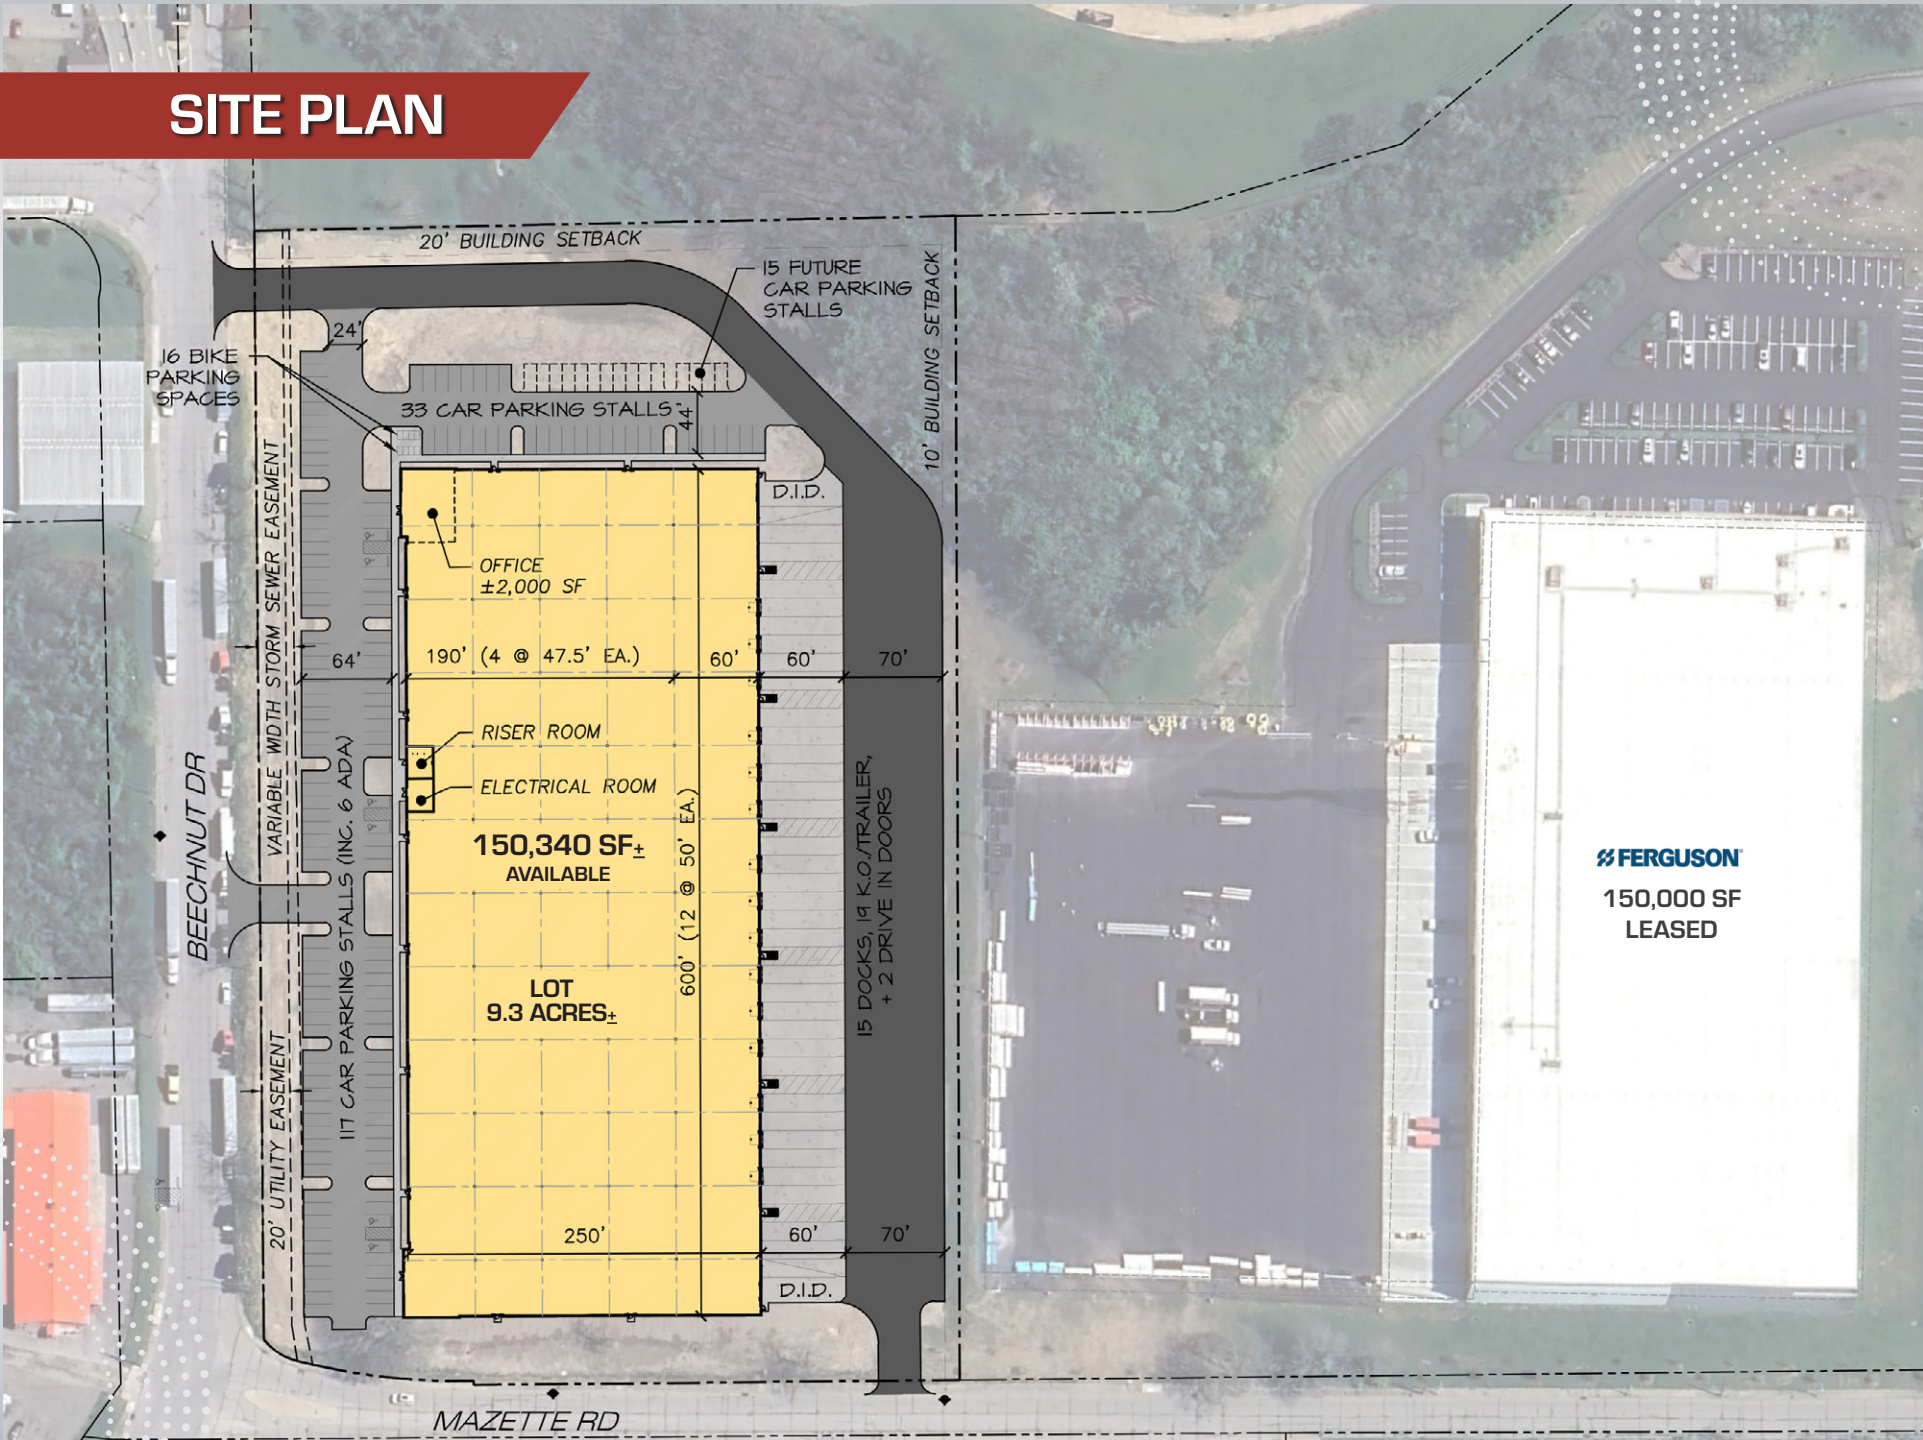 SITE PLAN
20' BUILDING SETBACK
15 FUTURE
CAR PARKING
STALLS
10' BUILDING SETBACK
24'
16 BIKE
PARKING
SPACES
33 CAR PARKING STALLS
44'
D.I.D.
OFFICE
±2,000 SF
VARIABLE WIDTH STORM SEWER EASEMENT
64'
190' (4 @ 47.5' EA.)
60'
60'
70'
RISER ROOM
ELECTRICAL ROOM
BEECHNUT DR
117 CAR PARKING STALLS (INC. 6 ADA)
150,340 SF±
AVAILABLE
600' (12 @ 50' EA.)
15 DOCKS, 19 K.O./TRAILER,
+ 2 DRIVE IN DOORS
FERGUSON
150,000 SF
LEASED
LOT
9.3 ACRES±
20' UTILITY EASEMENT
250'
60'
70'
D.I.D.
MAZETTE RD